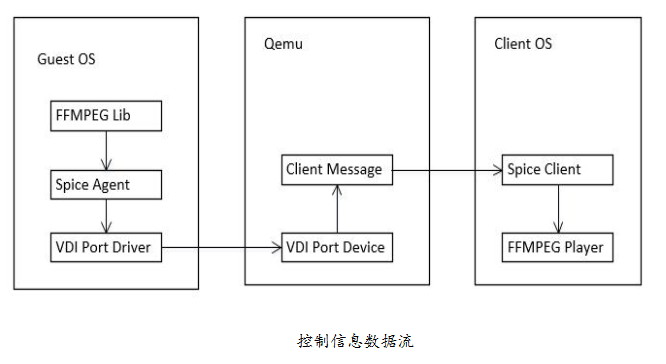 Guest OS
FFMPEG Lib
Spice Agent
VDI Port Driver
Qemu
Client Message
VDI Port Device
Client OS
Spice Client
FFMPEG Player
控制信息数据流